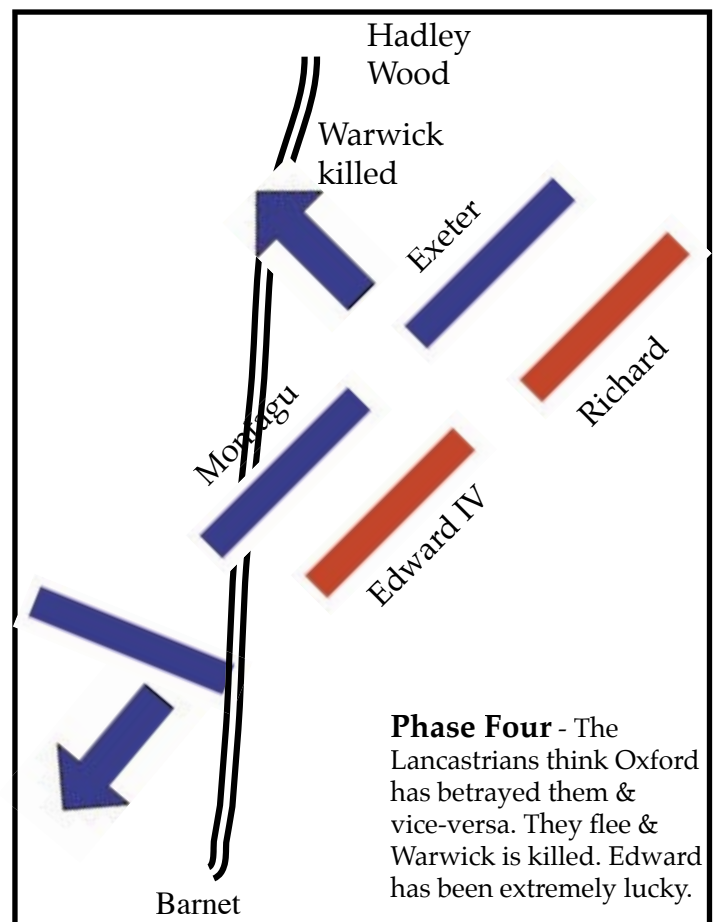 Hadley
Wood
Warwick
killed
Exeter
Richard
Montagu
Edward IV
Phase Four - The
Lancastrians think Oxford
has betrayed them &
vice-versa. They flee &
Warwick is killed. Edward
has been extremely lucky.
Barnet